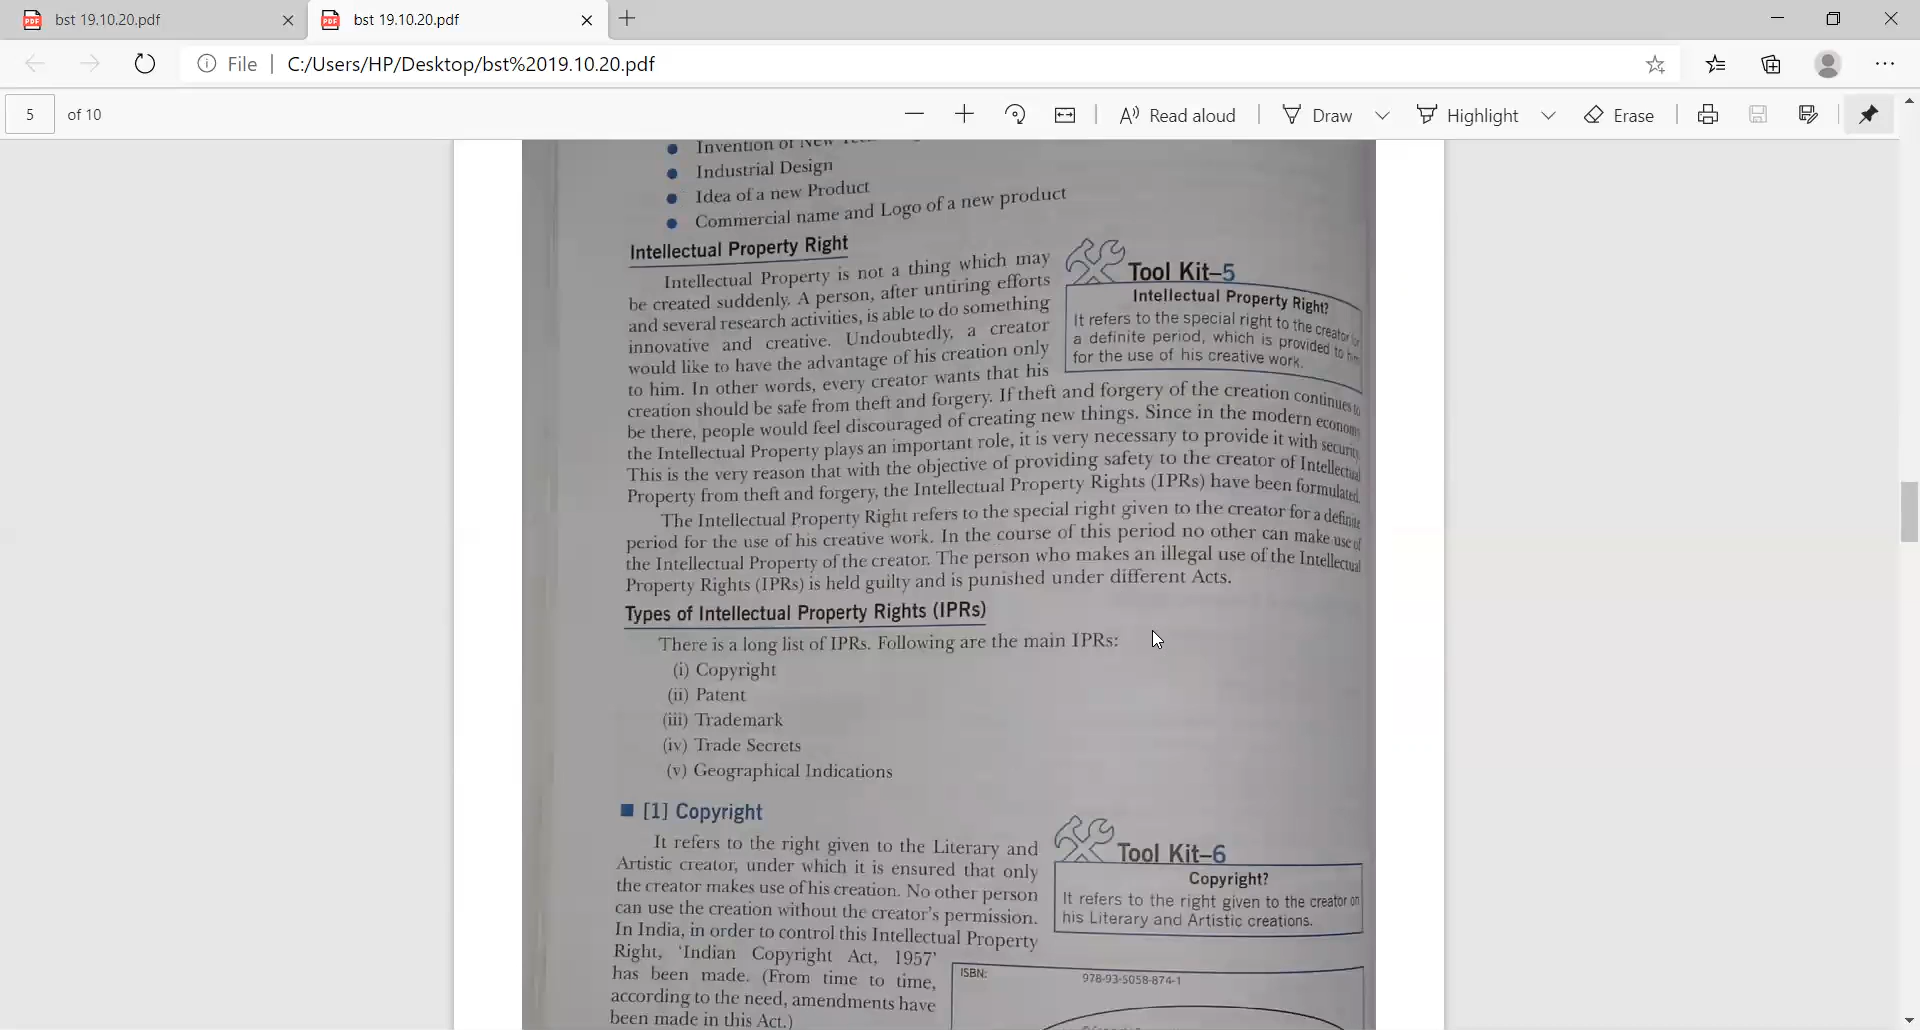 bst 19.10.20.pdf
bst 19.10.20.pdf
File
C:/Users/HP/Desktop/bst%2019.10.20.pdf
5 of 10
Read aloud
Draw
Highlight
Erase
Invention of New
Industrial Design
Idea of a new Product
Commercial name and Logo of a new product
Intellectual Property Right
Intellectual Property is not a thing which may
be created suddenly. A person, after untiring efforts
and several research activities, is able to do something
innovative and creative. Undoubtedly, a creator
would like to have the advantage of his creation only
to him. In other words, every creator wants that his
Tool Kit–5
Intellectual Property Right?
It refers to the special right to the creator for
a definite period, which is provided to him
for the use of his creative work.
creation should be safe from theft and forgery. If theft and forgery of the creation continues to
be there, people would feel discouraged of creating new things. Since in the modern economy
the Intellectual Property plays an important role, it is very necessary to provide it with security.
This is the very reason that with the objective of providing safety to the creator of Intellectual
Property from theft and forgery, the Intellectual Property Rights (IPRs) have been formulated.
The Intellectual Property Right refers to the special right given to the creator for a definite
period for the use of his creative work. In the course of this period no other can make use of
the Intellectual Property of the creator. The person who makes an illegal use of the Intellectual
Property Rights (IPRs) is held guilty and is punished under different Acts.
Types of Intellectual Property Rights (IPRs)
There is a long list of IPRs. Following are the main IPRs:
(i) Copyright
(ii) Patent
(iii) Trademark
(iv) Trade Secrets
(v) Geographical Indications
[1] Copyright
It refers to the right given to the Literary and
Artistic creator, under which it is ensured that only
the creator makes use of his creation. No other person
can use the creation without the creator's permission.
In India, in order to control this Intellectual Property
Right, 'Indian Copyright Act, 1957'
has been made. (From time to time,
according to the need, amendments have
been made in this Act.)
Tool Kit–6
Copyright?
It refers to the right given to the creator on
his Literary and Artistic creations.
ISBN: 978-93-5058-874-1